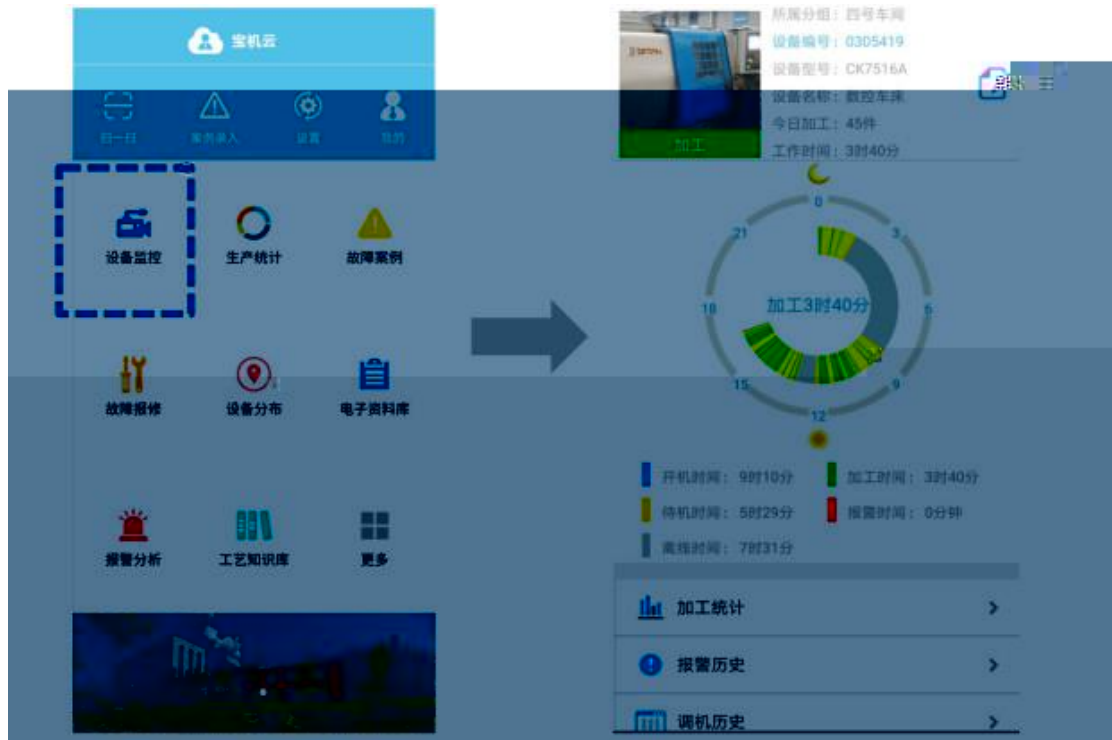 宝机云
扫一扫 案例录入 设置 我的
设备监控 生产统计 故障案例
故障报修 设备分布 电子资料库
报警分析 工艺知识库 更多
所属分组：四号车间
设备编号：0305419
设备型号：CK7516A
设备名称：数控车床
今日加工：45件
工作时间：3时40分
加工
0
21 3
加工3时40分
18 6
15 9
12
开机时间：9时10分 加工时间：3时40分
待机时间：5时29分 报警时间：0分钟
离线时间：7时31分
加工统计
报警历史
调机历史